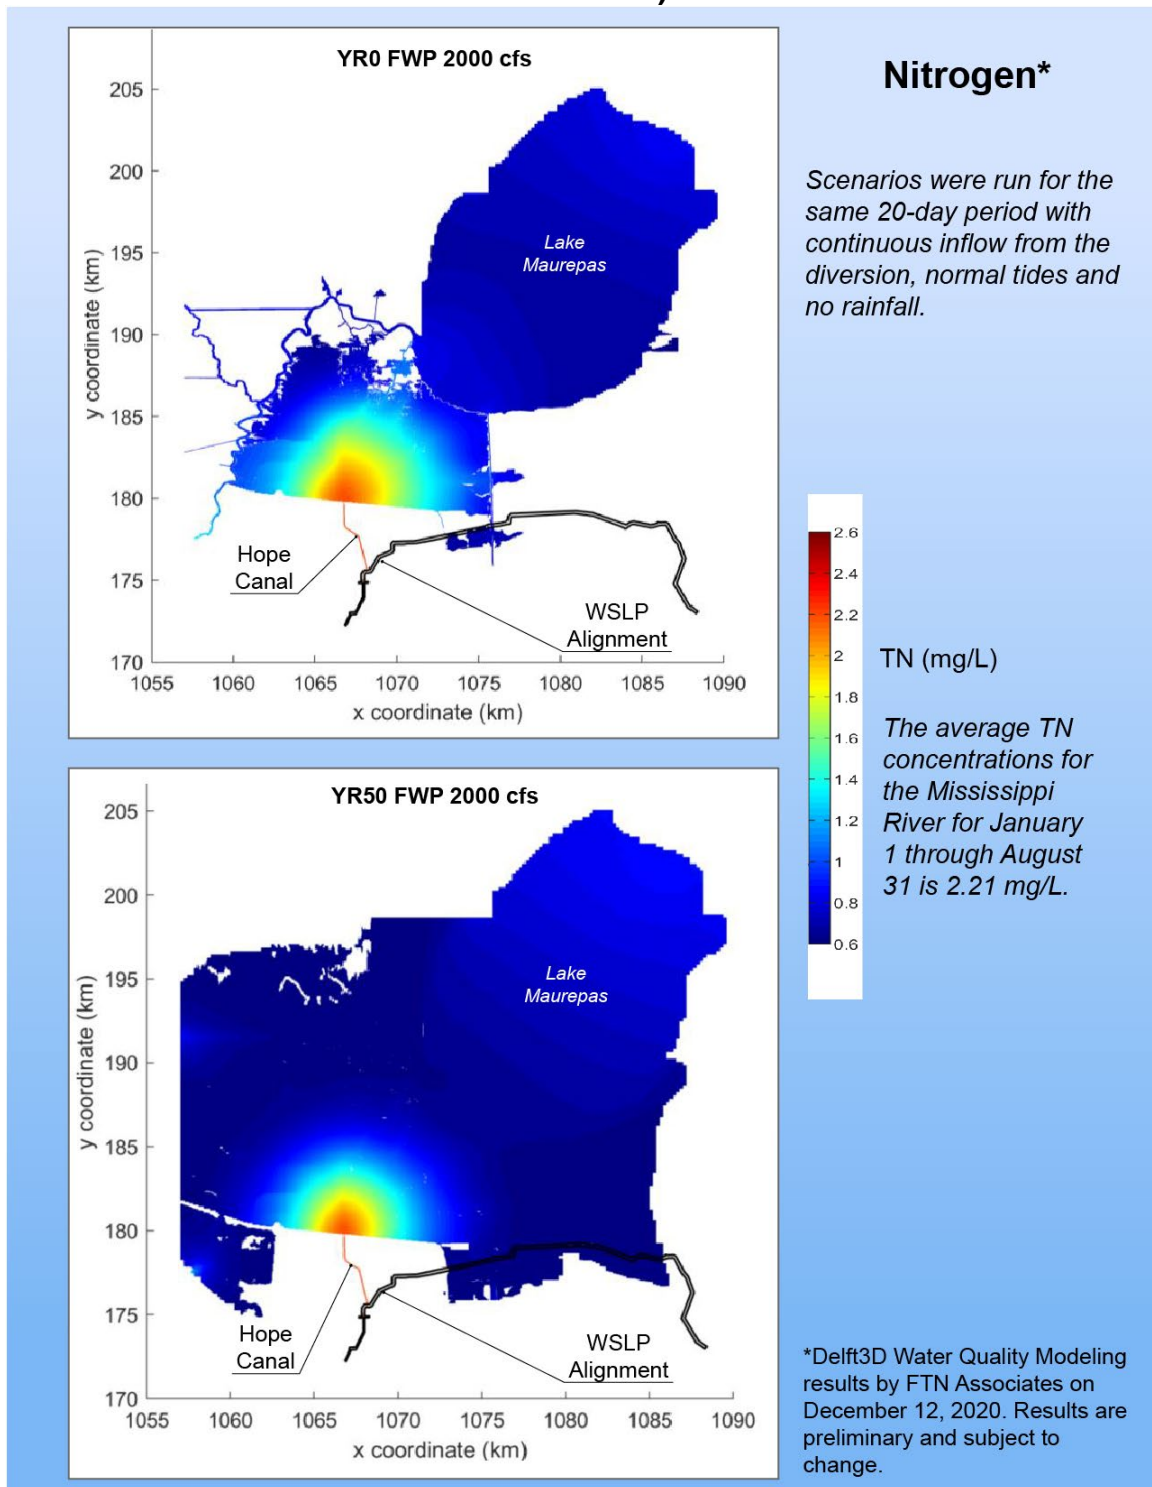 YR0 FWP 2000 cfs
205
200
195
190
185
180
175
170
y coordinate (km)
Lake
Maurepas
Hope
Canal
WSLP
Alignment
1055 1060 1065 1070 1075 1080 1085 1090
x coordinate (km)
Nitrogen*
Scenarios were run for the
same 20-day period with
continuous inflow from the
diversion, normal tides and
no rainfall.
2.6
2.4
2.2
2
1.8
1.6
1.4
1.2
1
0.8
0.6
TN (mg/L)
The average TN
concentrations for
the Mississippi
River for January
1 through August
31 is 2.21 mg/L.
YR50 FWP 2000 cfs
205
200
195
190
185
180
175
170
y coordinate (km)
Lake
Maurepas
Hope
Canal
WSLP
Alignment
1055 1060 1065 1070 1075 1080 1085 1090
x coordinate (km)
*Delft3D Water Quality Modeling
results by FTN Associates on
December 12, 2020. Results are
preliminary and subject to
change.